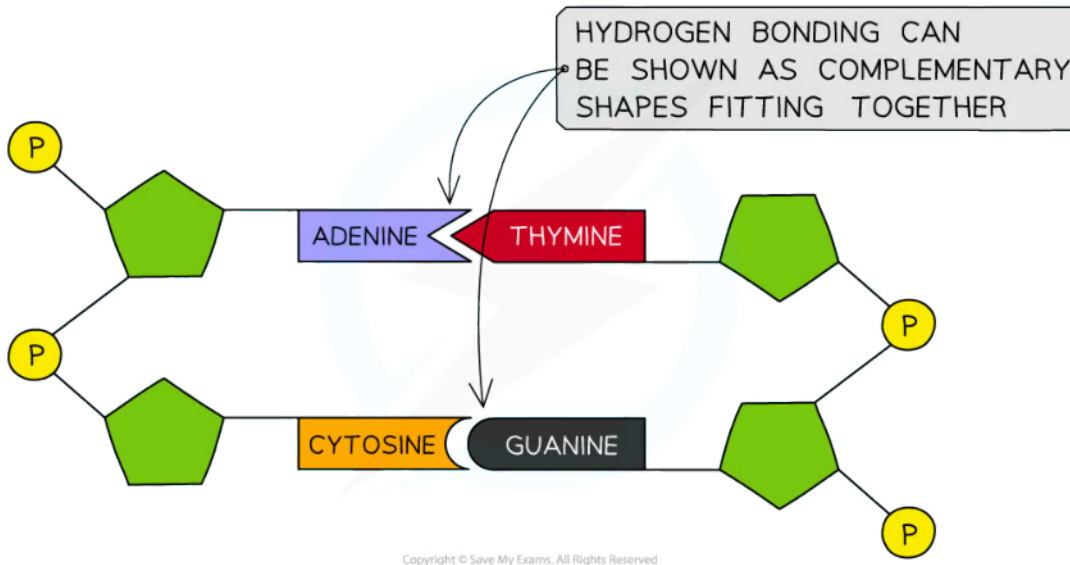 HYDROGEN BONDING CAN
BE SHOWN AS COMPLEMENTARY
SHAPES FITTING TOGETHER
P
ADENINE
THYMINE
P
P
CYTOSINE
GUANINE
P
Copyright © Save My Exams. All Rights Reserved